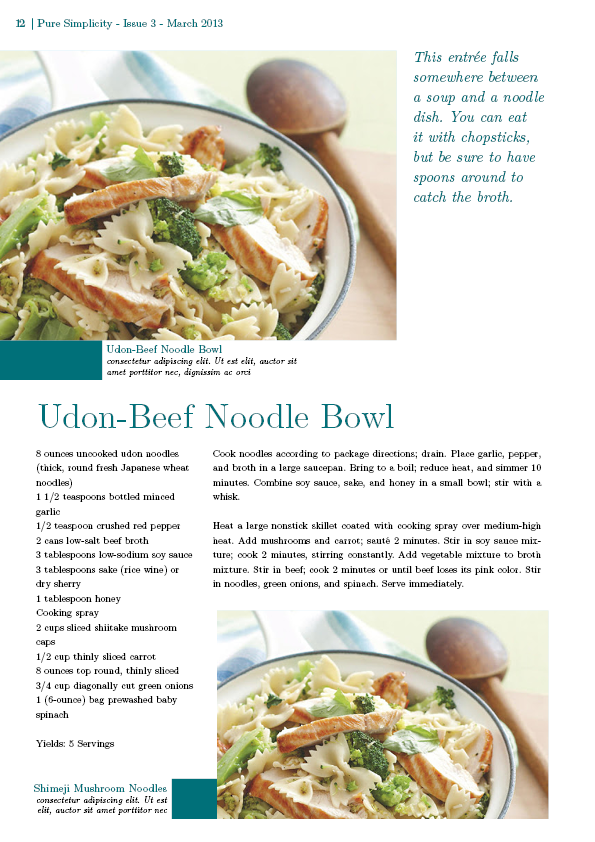 12 | Pure Simplicity - Issue 3 - March 2013
This entrée falls
somewhere between
a soup and a noodle
dish. You can eat
it with chopsticks,
but be sure to have
spoons around to
catch the broth.
Udon-Beef Noodle Bowl
consectetur adipiscing elit. Ut est elit, auctor sit
amet porttitor nec, dignissim ac orci
Udon-Beef Noodle Bowl
8 ounces uncooked udon noodles
(thick, round fresh Japanese wheat
noodles)
1 1/2 teaspoons bottled minced
garlic
1/2 teaspoon crushed red pepper
2 cans low-salt beef broth
3 tablespoons low-sodium soy sauce
3 tablespoons sake (rice wine) or
dry sherry
1 tablespoon honey
Cooking spray
2 cups sliced shiitake mushroom
caps
1/2 cup thinly sliced carrot
8 ounces top round, thinly sliced
3/4 cup diagonally cut green onions
1 (6-ounce) bag prewashed baby
spinach
Yields: 5 Servings
Cook noodles according to package directions; drain. Place garlic, pepper,
and broth in a large saucepan. Bring to a boil; reduce heat, and simmer 10
minutes. Combine soy sauce, sake, and honey in a small bowl; stir with a
whisk.
Heat a large nonstick skillet coated with cooking spray over medium-high
heat. Add mushrooms and carrot; sauté 2 minutes. Stir in soy sauce mix-
ture; cook 2 minutes, stirring constantly. Add vegetable mixture to broth
mixture. Stir in beef; cook 2 minutes or until beef loses its pink color. Stir
in noodles, green onions, and spinach. Serve immediately.
Shimeji Mushroom Noodles
consectetur adipiscing elit. Ut est
elit, auctor sit amet porttitor nec